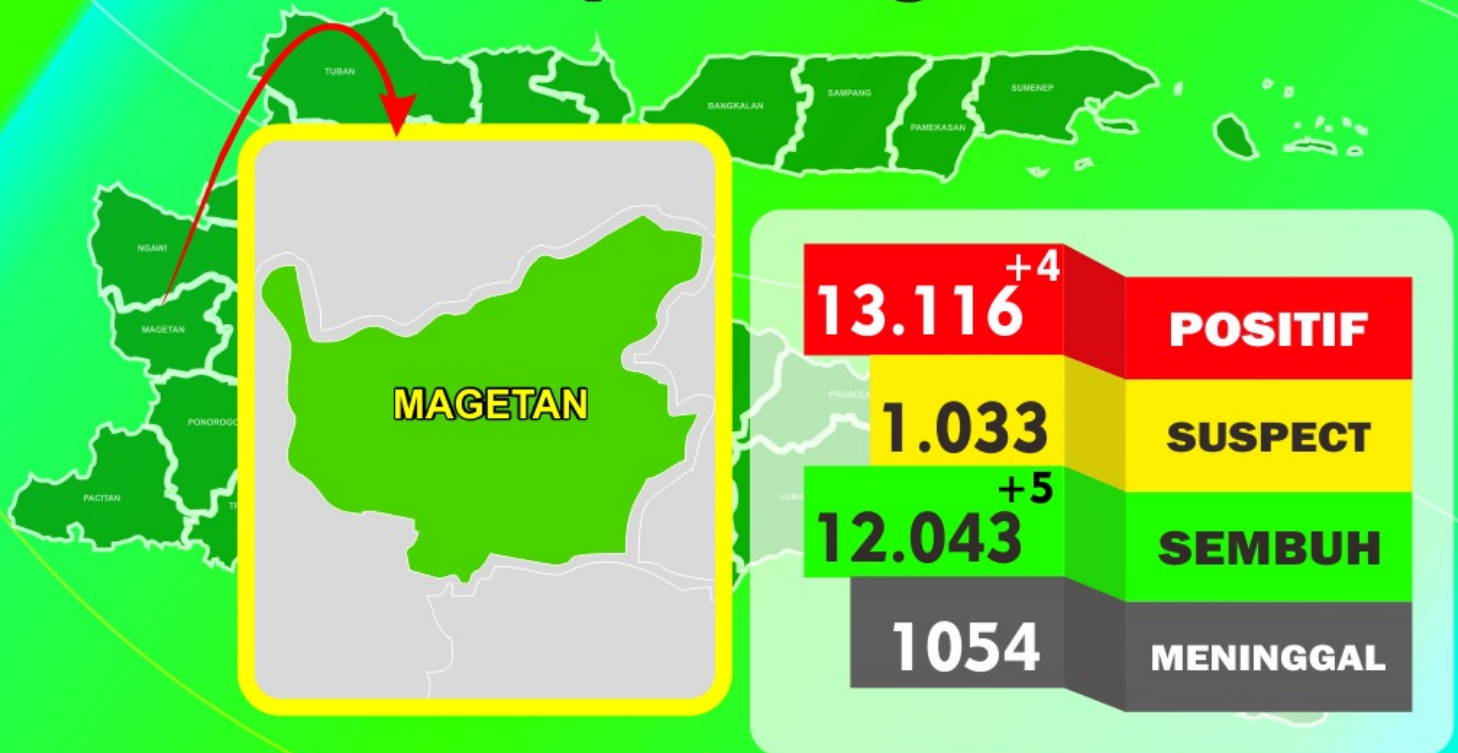 TUBAN
BANGKALAN
SAMPANG
PAMEKASAN
SUMENEP
NGAWI
MAGETAN
PONOROGO
PACITAN
MAGETAN
13.116 +4
POSITIF
1.033
SUSPECT
12.043 +5
SEMBUH
1054
MENINGGAL